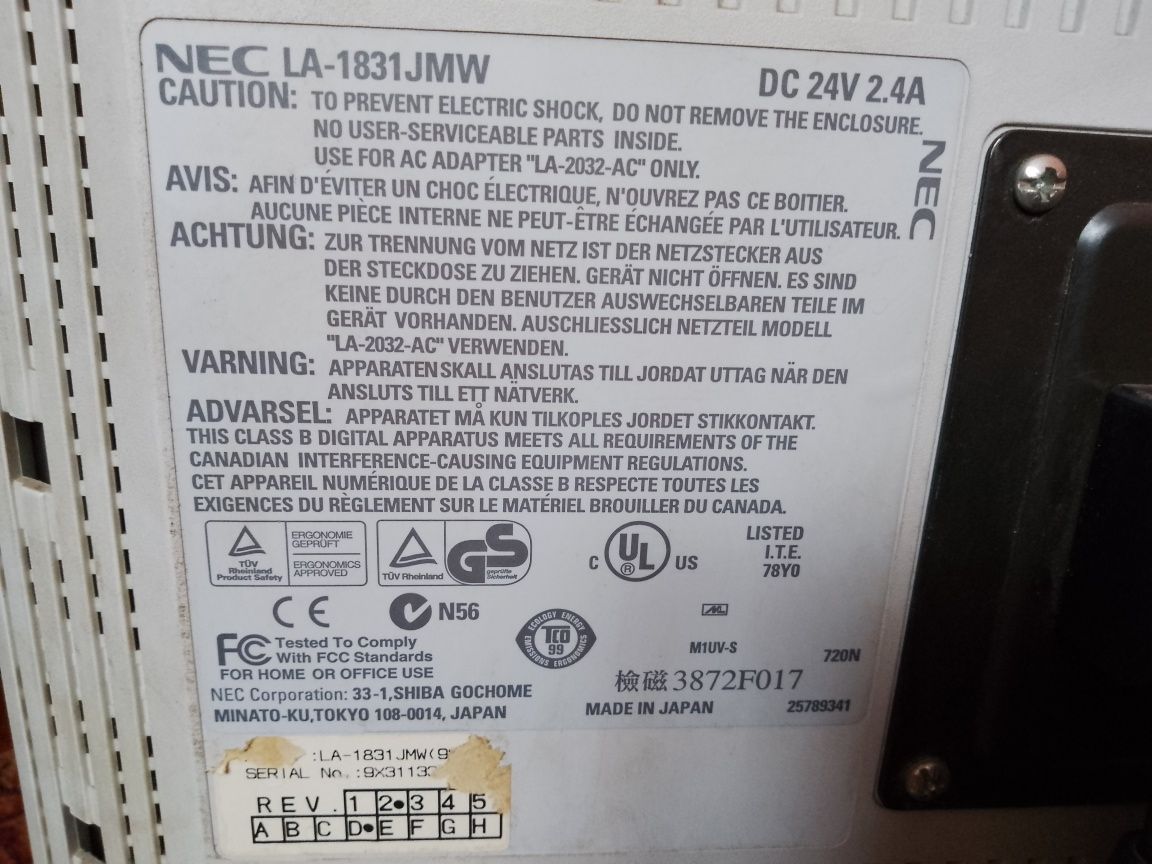 NEC LA-1831JMW
DC 24V 2.4A
CAUTION: TO PREVENT ELECTRIC SHOCK, DO NOT REMOVE THE ENCLOSURE.
NO USER-SERVICEABLE PARTS INSIDE.
USE FOR AC ADAPTER "LA-2032-AC" ONLY.
NEC
AVIS: AFIN D'ÉVITER UN CHOC ÉLECTRIQUE, N'OUVREZ PAS CE BOITIER.
AUCUNE PIÈCE INTERNE NE PEUT-ÊTRE ÉCHANGÉE PAR L'UTILISATEUR.
ACHTUNG: ZUR TRENNUNG VOM NETZ IST DER NETZSTECKER AUS
DER STECKDOSE ZU ZIEHEN. GERÄT NICHT ÖFFNEN. ES SIND
KEINE DURCH DEN BENUTZER AUSWECHSELBAREN TEILE IM
GERÄT VORHANDEN. AUSCHLIESSLICH NETZTEIL MODELL
"LA-2032-AC" VERWENDEN.
VARNING: APPARATEN SKALL ANSLUTAS TILL JORDAT UTTAG NÄR DEN
ANSLUTS TILL ETT NÄTVERK.
ADVARSEL: APPARATET MÅ KUN TILKOPLES JORDET STIKKONTAKT.
THIS CLASS B DIGITAL APPARATUS MEETS ALL REQUIREMENTS OF THE
CANADIAN INTERFERENCE-CAUSING EQUIPMENT REGULATIONS.
CET APPAREIL NUMÉRIQUE DE LA CLASSE B RESPECTE TOUTES LES
EXIGENCES DU RÈGLEMENT SUR LE MATÉRIEL BROUILLER DU CANADA.
TÜV
Rheinland
Product Safety
ERGONOMIE
GEPRÜFT
ERGONOMICS
APPROVED
TÜV Rheinland
GS
geprüfte
Sicherheit
C UL ® US
LISTED
I.T.E.
78Y0
CE
N56
ECOLOGY ENERGY
TCO
99
EMISSIONS ERGONOMICS
M1UV-S
720N
FC Tested To Comply
With FCC Standards
FOR HOME OR OFFICE USE
檢磁 3872F017
NEC Corporation: 33-1,SHIBA GOCHOME
MINATO-KU,TOKYO 108-0014, JAPAN
MADE IN JAPAN
25789341
:LA-1831JMW(9
SERIAL No. :9X3113
REV. 1 2•3 4 5
A B C D•E F G H